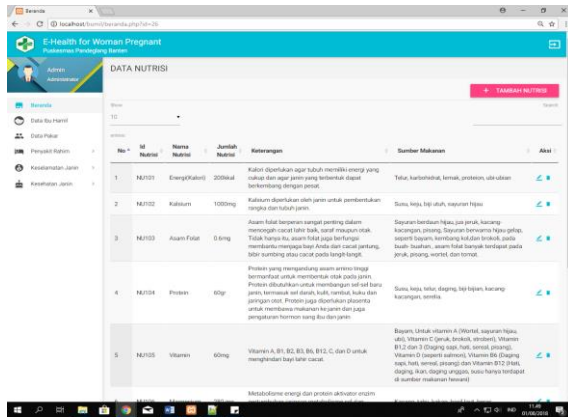 Beranda
localhost/bumil/beranda.php?id=26
E-Health for Woman Pregnant
Puskesmas Pandeglang Banten
Admin
Administrator
DATA NUTRISI
+ TAMBAH NUTRISI
Beranda
Data Ibu Hamil
Data Pakar
Penyakit Rahim
Keselamatan Janin
Kesehatan Janin
Show
Search
10
entries
No Id Nutrisi Nama Nutrisi Jumlah Nutrisi Keterangan Sumber Makanan Aksi
1 NU101 Energi(Kalori) 200kkal
Kalori diperlukan agar tubuh memiliki energi yang
cukup dan agar janin yang terbentuk dapat
berkembang dengan pesat.
Telur, karbohidrat, lemak, proteion, ubi-ubian
2 NU102 Kalisium 1000mg
Kalsium diperlukan oleh janin untuk pembentukan
rangka dan tubuh janin.
Susu, keju, biji utuh, sayuran hijau
3 NU103 Asam Folat 0.6mg
Asam folat berperan sangat penting dalam
mencegah cacat lahir baik, saraf maupun otak.
Tidak hanya itu, asam folat juga berfungsi
membantu menjaga bayi Anda dari cacat jantung,
bibir sumbing atau cacat pada langit-langit.
Sayuran berdaun hijau, jus jeruk, kacang-
kacangan, pisang, Sayuran berwarna hijau gelap,
seperti bayam, kembang kol,dan brokoli, pada
buah- buahan , asam folat banyak terdapat pada
jeruk, pisang, wortel, dan tomat.
4 NU104 Protein 60gr
Protein yang mengandung asam amino tinggi
bermanfaat untuk membentuk otak pada janin.
Protein dibutuhkan untuk membangun sel-sel baru
janin, termasuk sel darah, kulit, rambut, kuku dan
jaringan otot. Protein juga diperlukan plasenta
untuk membawa makanan ke janin dan juga
pengaturan hormon sang ibu dan janin.
Susu, keju, telur, daging, biji bijian, kacang-
kacangan, serelia.
5 NU105 Vitamin 60mg
Vitamin A, B1, B2, B3, B6, B12, C, dan D untuk
menghindari bayi lahir cacat.
Bayam, Untuk vitamin A (Wortel, sayuran hijau,
ubi), Vitamin C (jeruk, brokoli, stroberi), Vitamin
B12 dan 3 (Daging sapi, hati, sereal, pisang),
Vitamin D (seperti salmon), Vitamin B6 (Daging
sapi, hati, sereal, pisang) dan Vitamin B12 (Hati,
daging, ikan, daging unggas, susu hanya terdapat
di sumber makanan hewani)
Metabolisme energi dan protein aktivator enzim
IND
11:49
01/08/2018